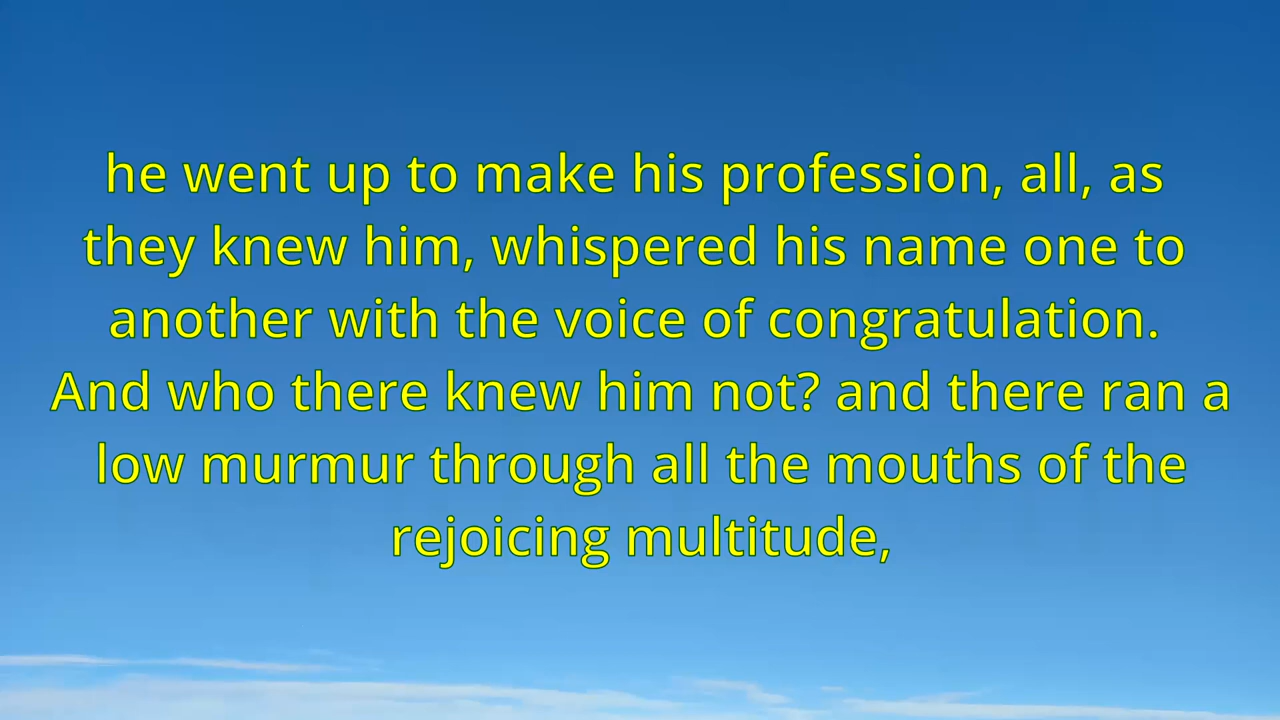 he went up to make his profession, all, as
they knew him, whispered his name one to
another with the voice of congratulation.
And who there knew him not? and there ran a
low murmur through all the mouths of the
rejoicing multitude,